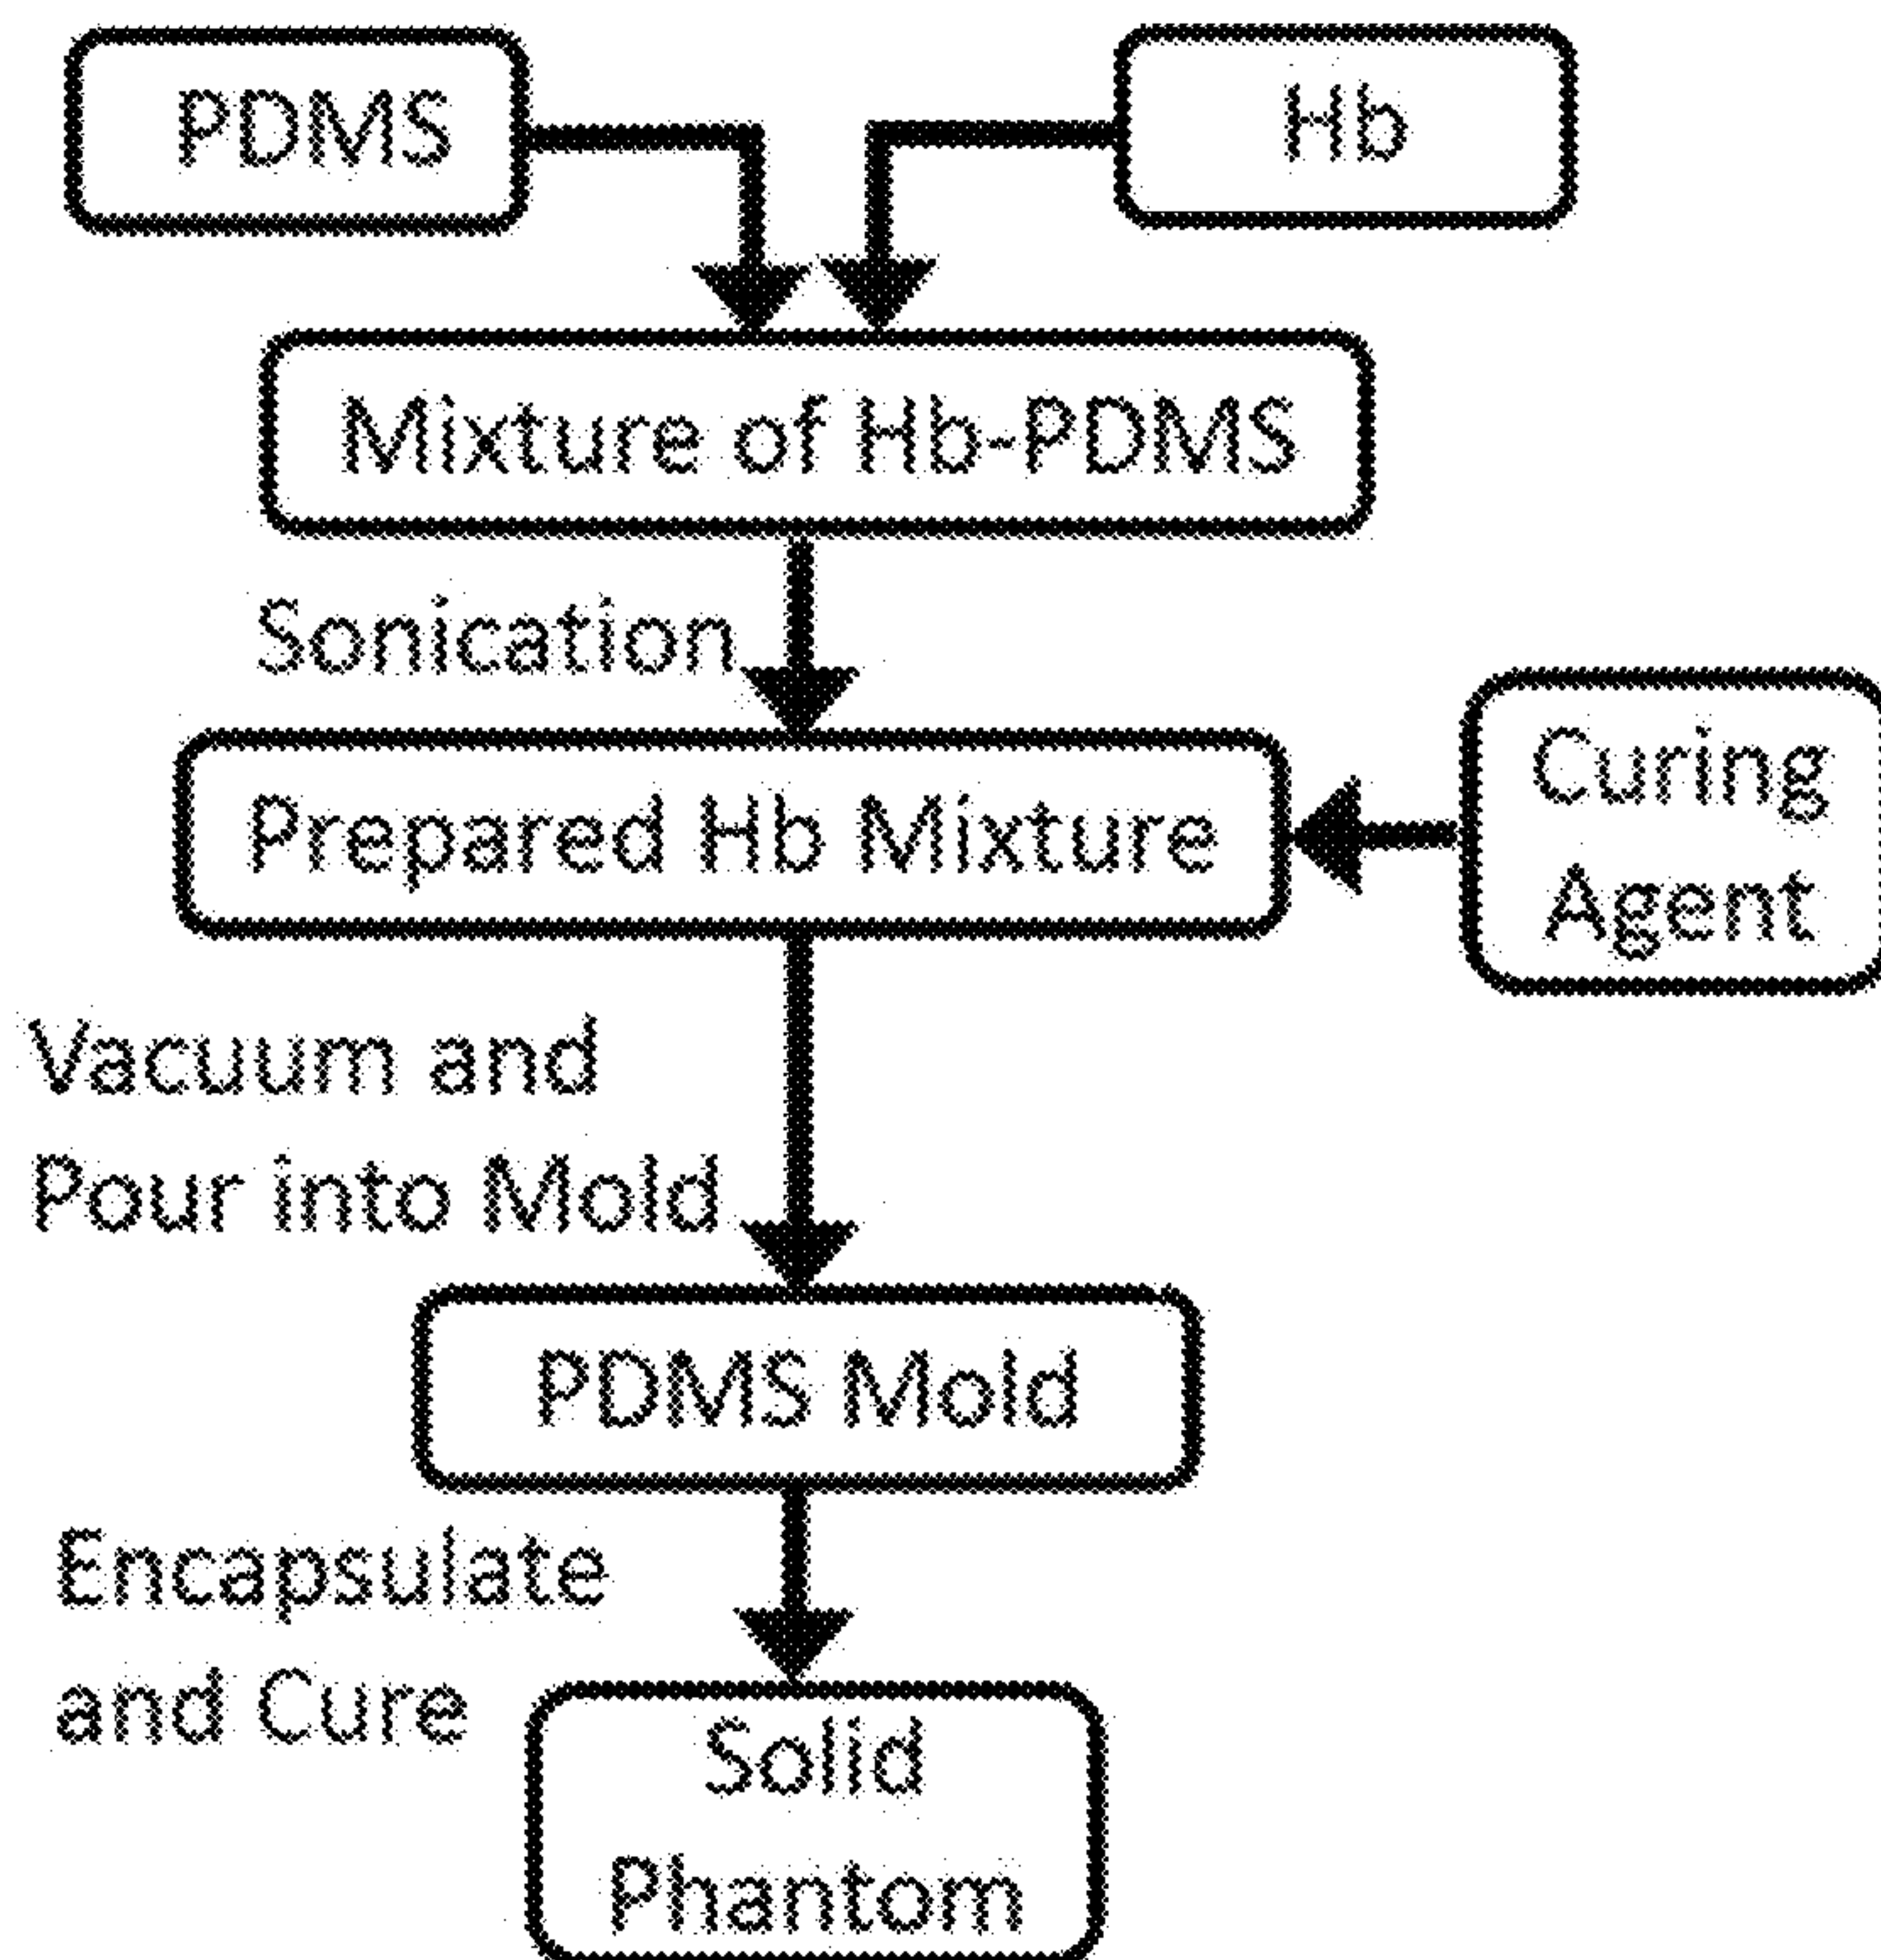 PDMS
Hb
Mixture of Hb-PDMS
Sonication
Prepared Hb Mixture
Curing
Agent
Vacuum and
Pour into Mold
PDMS Mold
Encapsulate
and Cure
Solid
Phantom